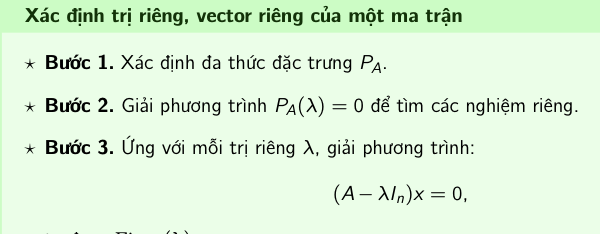 Xác định trị riêng, vector riêng của một ma trận
⋆ Bước 1. Xác định đa thức đặc trưng P_A.
⋆ Bước 2. Giải phương trình P_A(λ) = 0 để tìm các nghiệm riêng.
⋆ Bước 3. Ứng với mỗi trị riêng λ, giải phương trình:
(A − λI_n)x = 0,